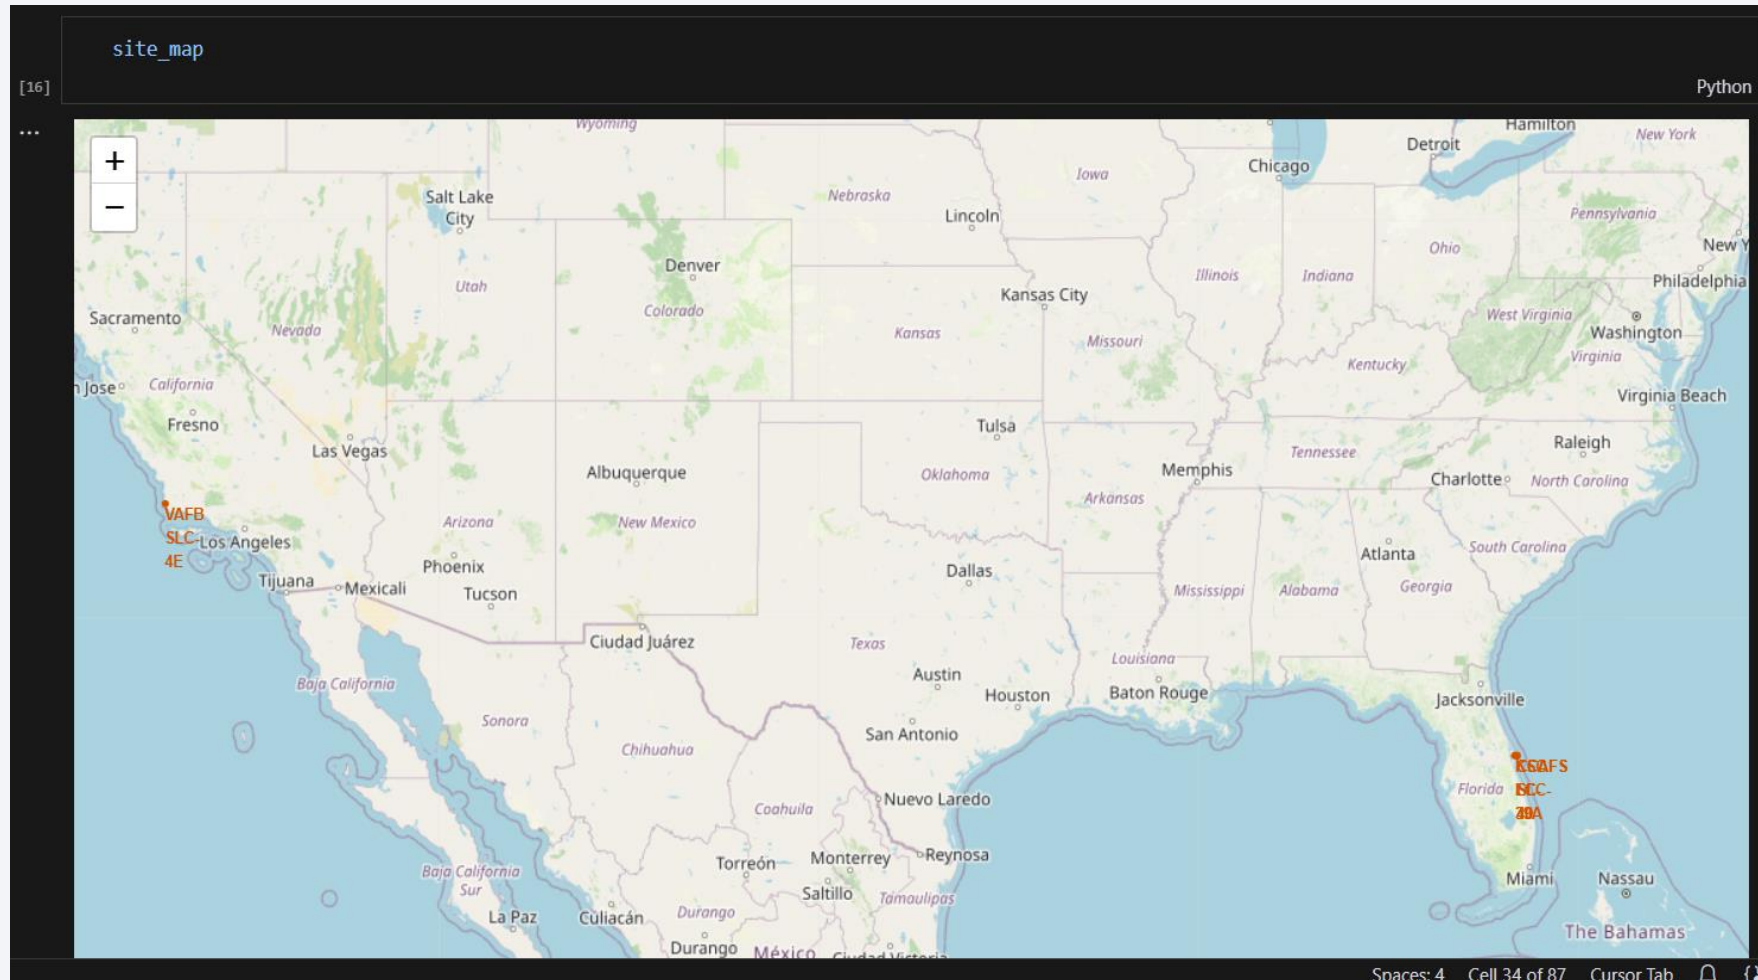 site_map
[16]
Python
...
+
−
Wyoming
Hamilton
New York
Detroit
Chicago
Iowa
Salt Lake
City
Nebraska
Lincoln
Pennsylvania
New Y
Ohio
Denver
Utah
Illinois
Indiana
Philadelphia
Kansas City
Colorado
West Virginia
Sacramento
Nevada
Kansas
Missouri
Washington
Virginia
Kentucky
n Jose
California
Virginia Beach
Fresno
Tulsa
Las Vegas
Raleigh
Tennessee
Albuquerque
Oklahoma
Memphis
Charlotte
North Carolina
Arkansas
VAFB
SLC-
4E
Los Angeles
Arizona
New Mexico
Atlanta
South Carolina
Phoenix
Dallas
Tijuana
Mexicali
Tucson
Mississippi
Alabama
Georgia
Ciudad Juárez
Texas
Louisiana
Austin
Baja California
Houston
Baton Rouge
Jacksonville
Sonora
San Antonio
Chihuahua
Florida
Nuevo Laredo
Coahuila
Torreón
Monterrey
Reynosa
Baja California
Sur
Saltillo
Tamaulipas
Miami
Nassau
La Paz
Culiacán
Durango
The Bahamas
Durango
México
Ciudad Victoria
Spaces: 4
Cell 34 of 87
Cursor Tab